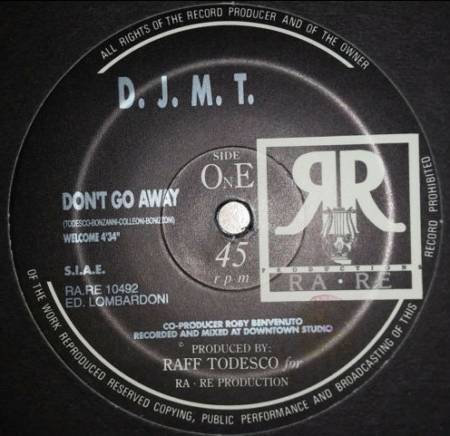 ALL RIGHTS OF THE RECORD PRODUCER AND OF THE OWNER
D. J. M. T.
SIDE
ONE
45
rpm
DON'T GO AWAY
(TODESCO-BONZANNI-COLLEONI-BONIZZONI)
WELCOME 4'34"
S.I.A.E.
RA.RE 10492
ED. LOMBARDONI
RR
PRODUCTIONS
RA • RE
CO-PRODUCER ROBY BENVENUTO
RECORDED AND MIXED AT DOWNTOWN STUDIO
PRODUCED BY:
RAFF TODESCO for
RA • RE PRODUCTION
OF THE WORK REPRODUCED RESERVED COPYING, PUBLIC PERFORMANCE AND BROADCASTING OF THIS
RECORD PROHIBITED